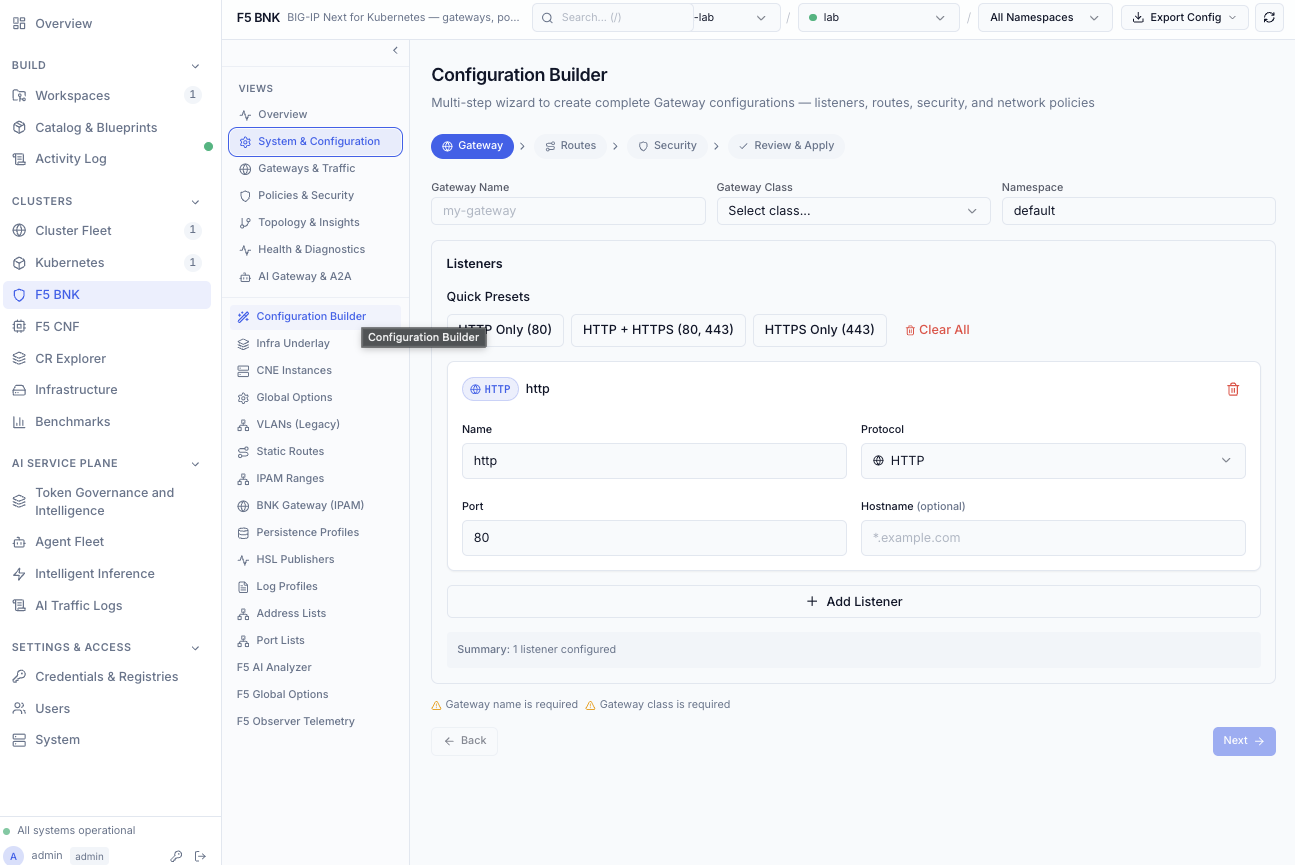 Overview
BUILD
Workspaces 1
Catalog & Blueprints
Activity Log
CLUSTERS
Cluster Fleet 1
Kubernetes 1
F5 BNK
F5 CNF
CR Explorer
Infrastructure
Benchmarks
AI SERVICE PLANE
Token Governance and
Intelligence
Agent Fleet
Intelligent Inference
AI Traffic Logs
SETTINGS & ACCESS
Credentials & Registries
Users
System
All systems operational
A admin admin
F5 BNK BIG-IP Next for Kubernetes — gateways, po... Search... (/) -lab / lab / All Namespaces Export Config
VIEWS
Overview
System & Configuration
Gateways & Traffic
Policies & Security
Topology & Insights
Health & Diagnostics
AI Gateway & A2A
Configuration Builder
Infra Underlay
CNE Instances
Global Options
VLANs (Legacy)
Static Routes
IPAM Ranges
BNK Gateway (IPAM)
Persistence Profiles
HSL Publishers
Log Profiles
Address Lists
Port Lists
F5 AI Analyzer
F5 Global Options
F5 Observer Telemetry
Configuration Builder
Configuration Builder
Multi-step wizard to create complete Gateway configurations — listeners, routes, security, and network policies
Gateway Routes Security Review & Apply
Gateway Name Gateway Class Namespace
my-gateway Select class... default
Listeners
Quick Presets
HTTP Only (80) HTTP + HTTPS (80, 443) HTTPS Only (443) Clear All
HTTP http
Name Protocol
http HTTP
Port Hostname (optional)
80 *.example.com
+ Add Listener
Summary: 1 listener configured
Gateway name is required Gateway class is required
Back Next